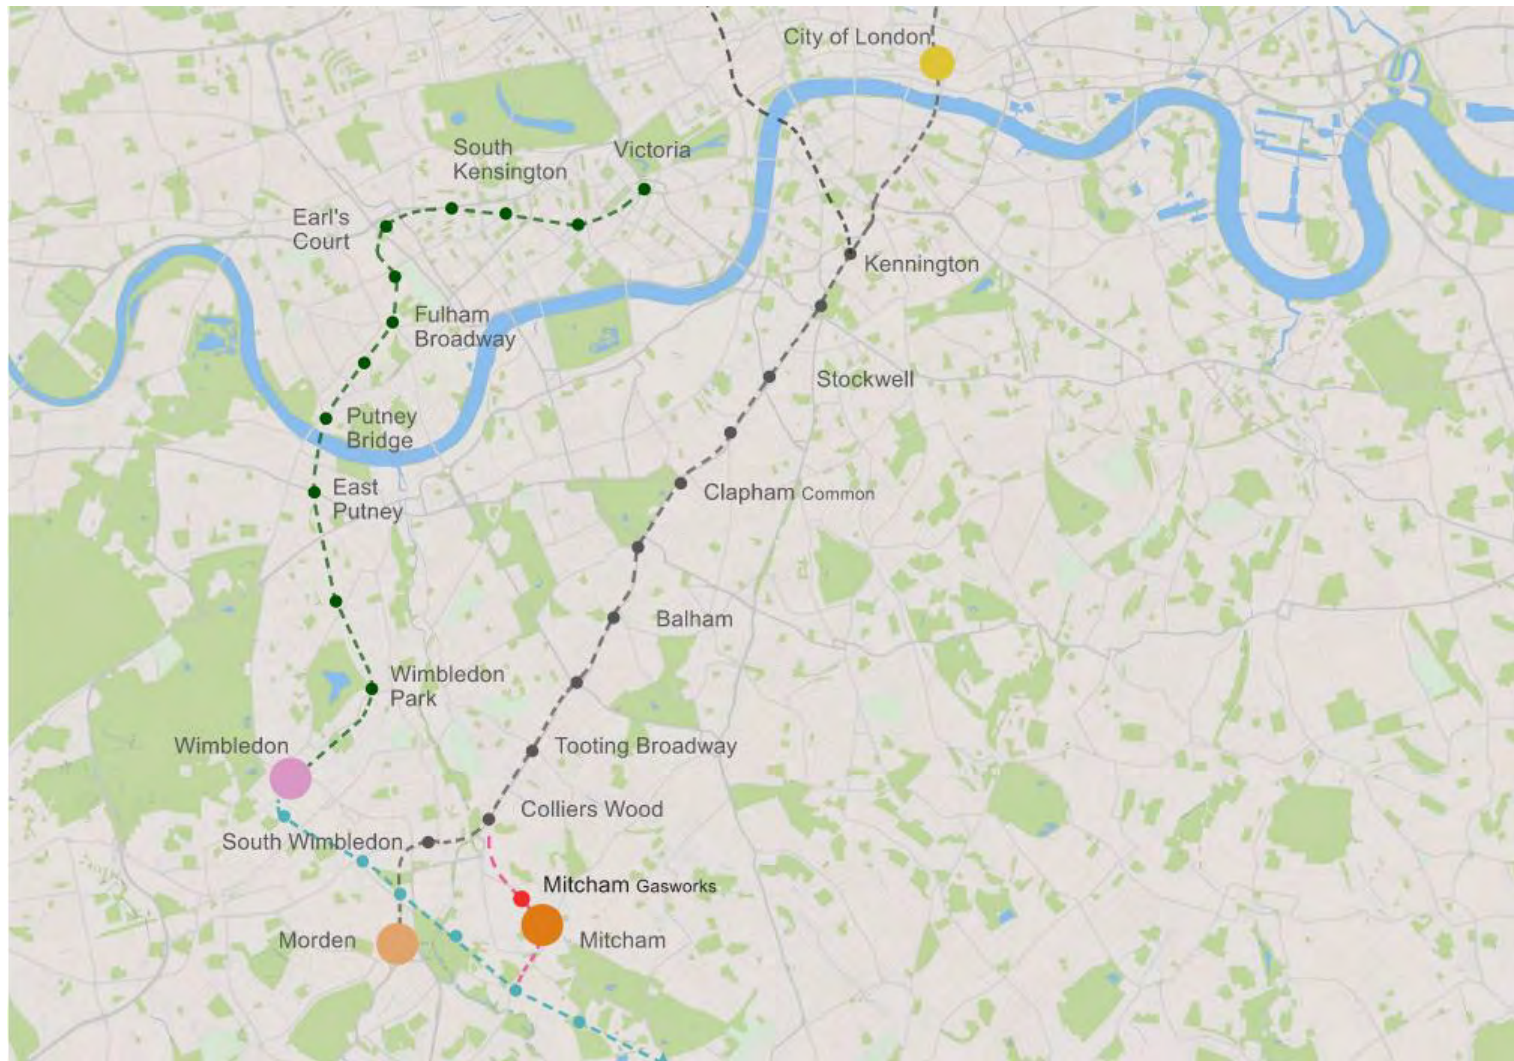 City of London
South
Kensington
Victoria
Earl's
Court
Kennington
Fulham
Broadway
Stockwell
Putney
Bridge
East
Putney
Clapham Common
Balham
Wimbledon
Park
Wimbledon
Tooting Broadway
Colliers Wood
South Wimbledon
Mitcham Gasworks
Morden
Mitcham